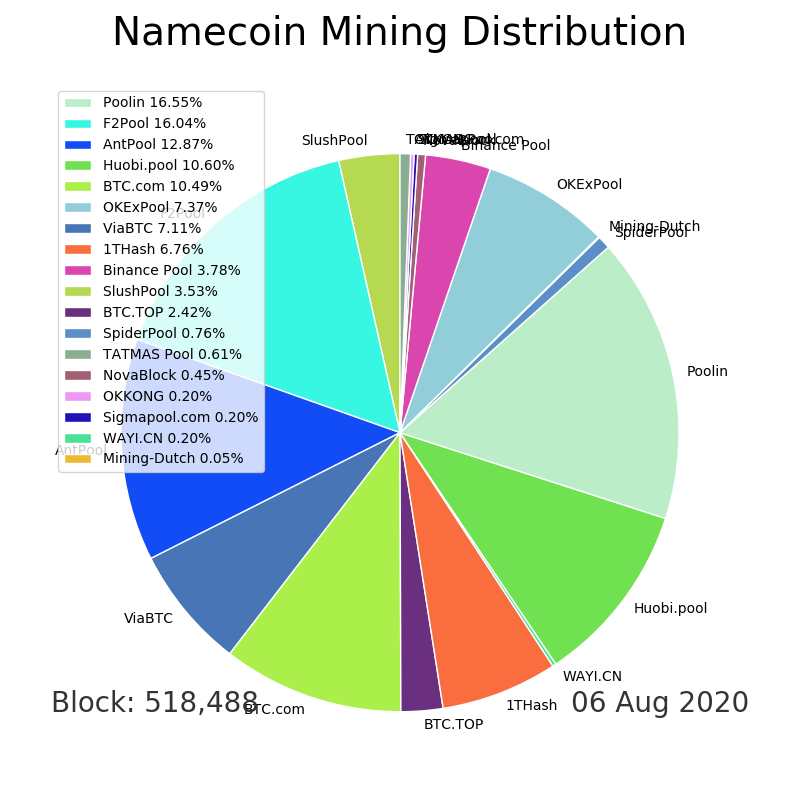 Namecoin Mining Distribution
Poolin 16.55%
F2Pool 16.04%
AntPool 12.87%
Huobi.pool 10.60%
BTC.com 10.49%
OKExPool 7.37%
ViaBTC 7.11%
1THash 6.76%
Binance Pool 3.78%
SlushPool 3.53%
BTC.TOP 2.42%
SpiderPool 0.76%
TATMAS Pool 0.61%
NovaBlock 0.45%
OKKONG 0.20%
Sigmapool.com 0.20%
WAYI.CN 0.20%
Mining-Dutch 0.05%
SlushPool
Binance Pool
OKExPool
Mining-Dutch
SpiderPool
F2Pool
Poolin
AntPool
Huobi.pool
ViaBTC
WAYI.CN
1THash
BTC.com
BTC.TOP
Block: 518,488
06 Aug 2020